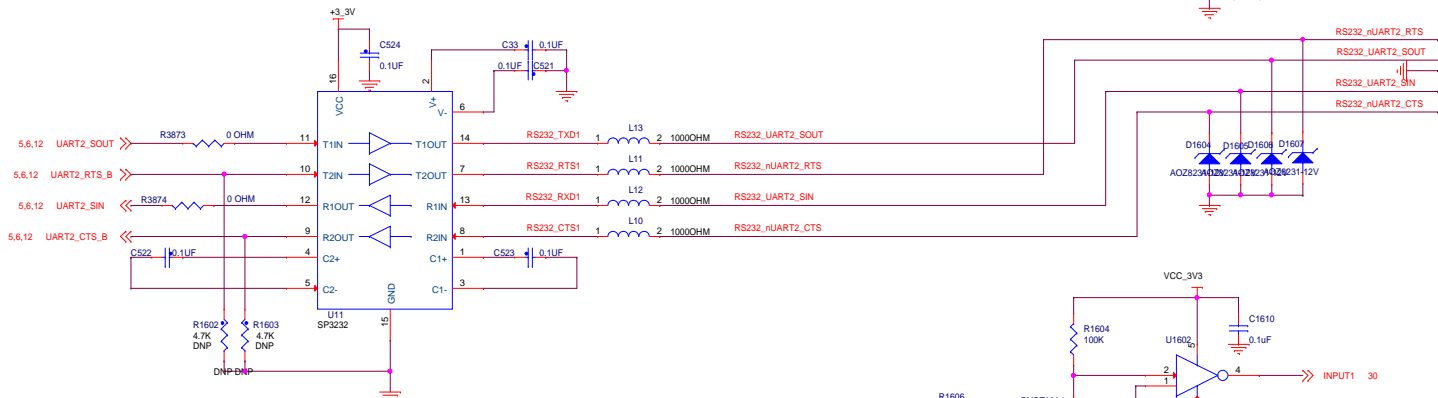 +3_3V
RS232_nUART2_RTS
C524
0.1UF
C33 0.1UF
0.1UF C521
RS232_UART2_SOUT
RS232_UART2_SIN
RS232_nUART2_CTS
16
VCC
2
V+
V-
6
5,6,12 UART2_SOUT
R3873 0 OHM
11 T1IN T1OUT 14
RS232_TXD1 1 L13 2 1000OHM RS232_UART2_SOUT
D1604 D1605 D1606 D1607
AOZ8231-12V
5,6,12 UART2_RTS_B
10 T2IN T2OUT 7
RS232_RTS1 1 L11 2 1000OHM RS232_nUART2_RTS
5,6,12 UART2_SIN
R3874 0 OHM
12 R1OUT R1IN 13
RS232_RXD1 1 L12 2 1000OHM RS232_UART2_SIN
5,6,12 UART2_CTS_B
9 R2OUT R2IN 8
RS232_CTS1 1 L10 2 1000OHM RS232_nUART2_CTS
C522 0.1UF
4 C2+ C1+ 1
C523 0.1UF
5 C2- C1- 3
GND
15
U11
SP3232
R1602
4.7K
DNP
R1603
4.7K
DNP
DNP DNP
VCC_3V3
R1604
100K
C1610
0.1uF
U1602
5
2
1
4
INPUT1 30
R1606